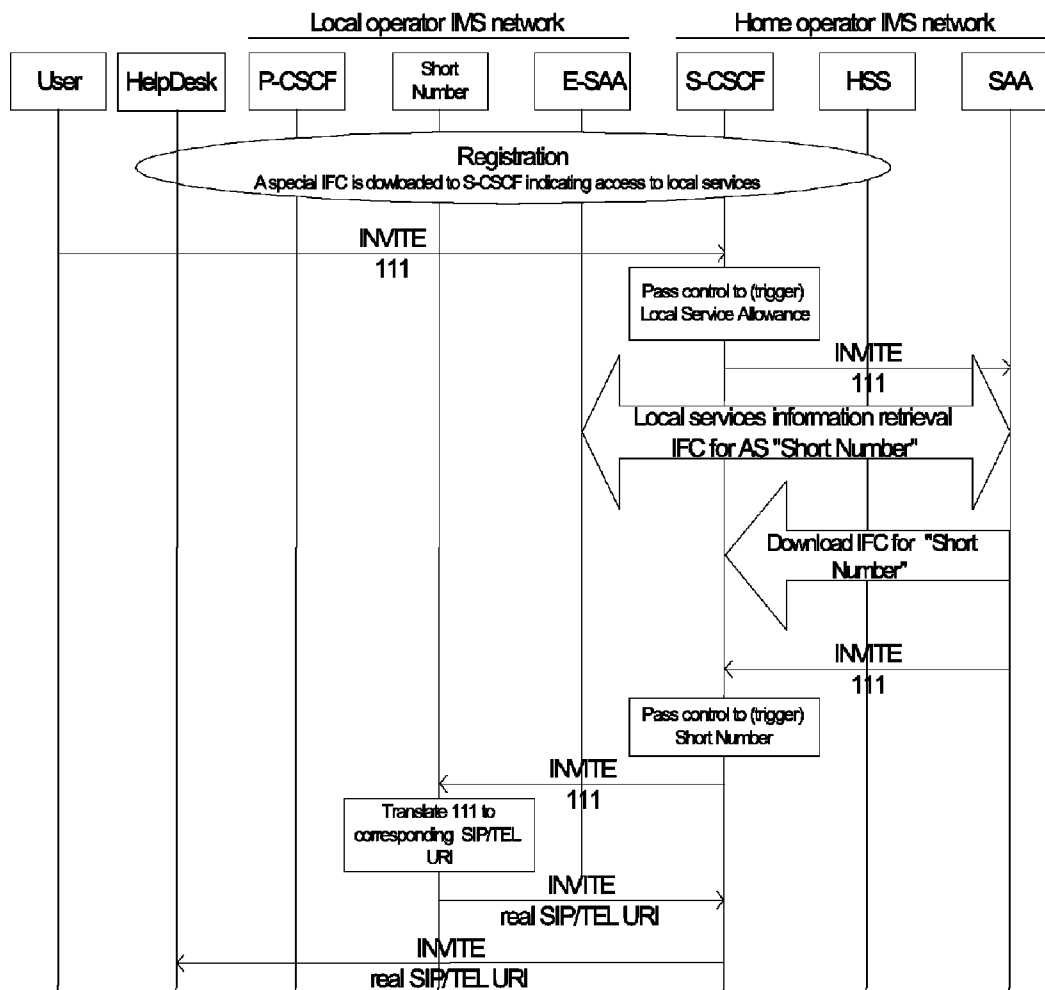 Local operator IMS network
Home operator IMS network
User
HelpDesk
P-CSCF
Short
Number
E-SAA
S-CSCF
HSS
SAA
Registration
A special IFC is dowloaded to S-CSCF indicating access to local services
INVITE
111
Pass control to (trigger)
Local Service Allowance
INVITE
111
Local services information retrieval
IFC for AS "Short Number"
Download IFC for "Short
Number"
INVITE
111
Pass control to (trigger)
Short Number
INVITE
111
Translate 111 to
corresponding SIP/TEL
URI
INVITE
real SIP/TEL URI
INVITE
real SIP/TEL URI